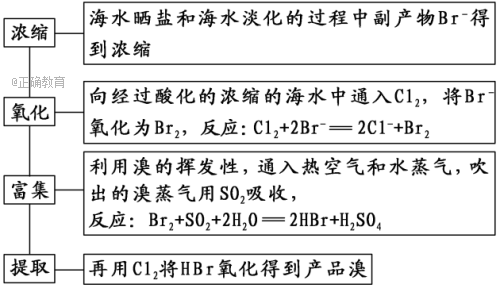 浓缩
海水晒盐和海水淡化的过程中副产物Br⁻得
到浓缩
@正确教育
氧化
向经过酸化的浓缩的海水中通入Cl₂，将Br⁻
氧化为Br₂，反应：Cl₂+2Br⁻══2Cl⁻+Br₂
富集
利用溴的挥发性，通入热空气和水蒸气，吹
出的溴蒸气用SO₂吸收，
反应：Br₂+SO₂+2H₂O══2HBr+H₂SO₄
提取
再用Cl₂将HBr氧化得到产品溴